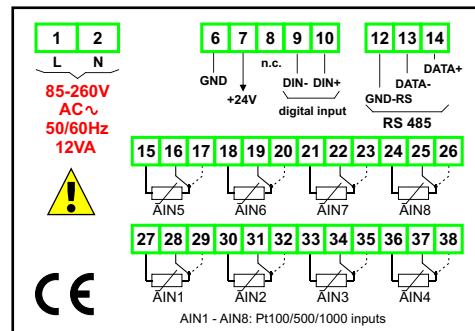 1 2
L N
85-260V
AC∿
50/60Hz
12VA
6 7 8 9 10
GND
+24V
n.c.
DIN- DIN+
digital input
12 13 14
DATA+
DATA-
GND-RS
RS 485
15 16 17 18 19 20 21 22 23 24 25 26
AIN5 AIN6 AIN7 AIN8
27 28 29 30 31 32 33 34 35 36 37 38
AIN1 AIN2 AIN3 AIN4
CE
AIN1 - AIN8: Pt100/500/1000 inputs